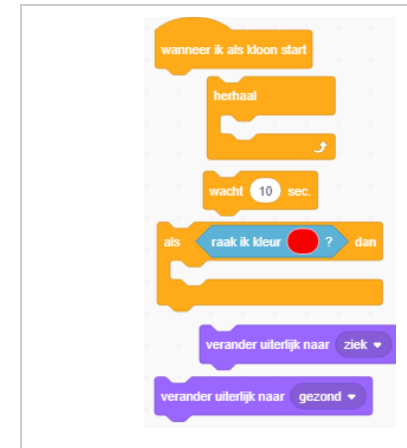 wanneer ik als kloon start
herhaal
wacht 10 sec.
als raak ik kleur ? dan
verander uiterlijk naar ziek
verander uiterlijk naar gezond